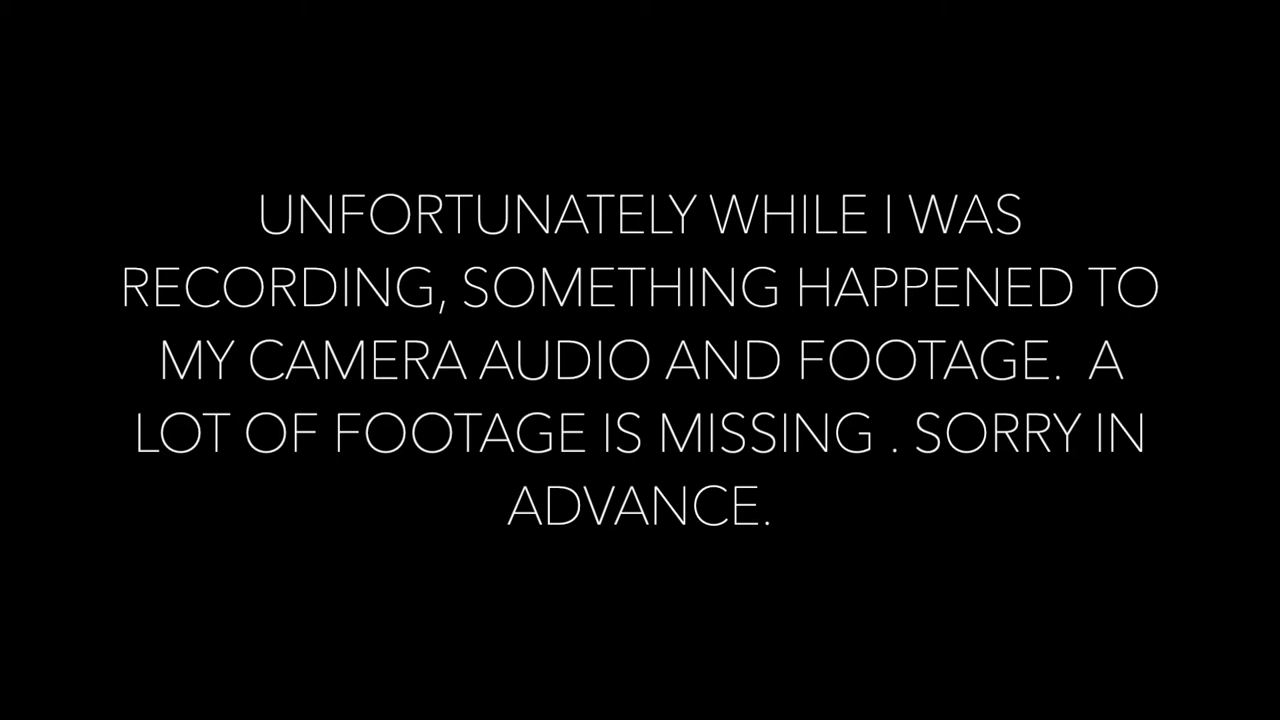 UNFORTUNATELY WHILE I WAS
RECORDING, SOMETHING HAPPENED TO
MY CAMERA AUDIO AND FOOTAGE.  A
LOT OF FOOTAGE IS MISSING . SORRY IN
ADVANCE.